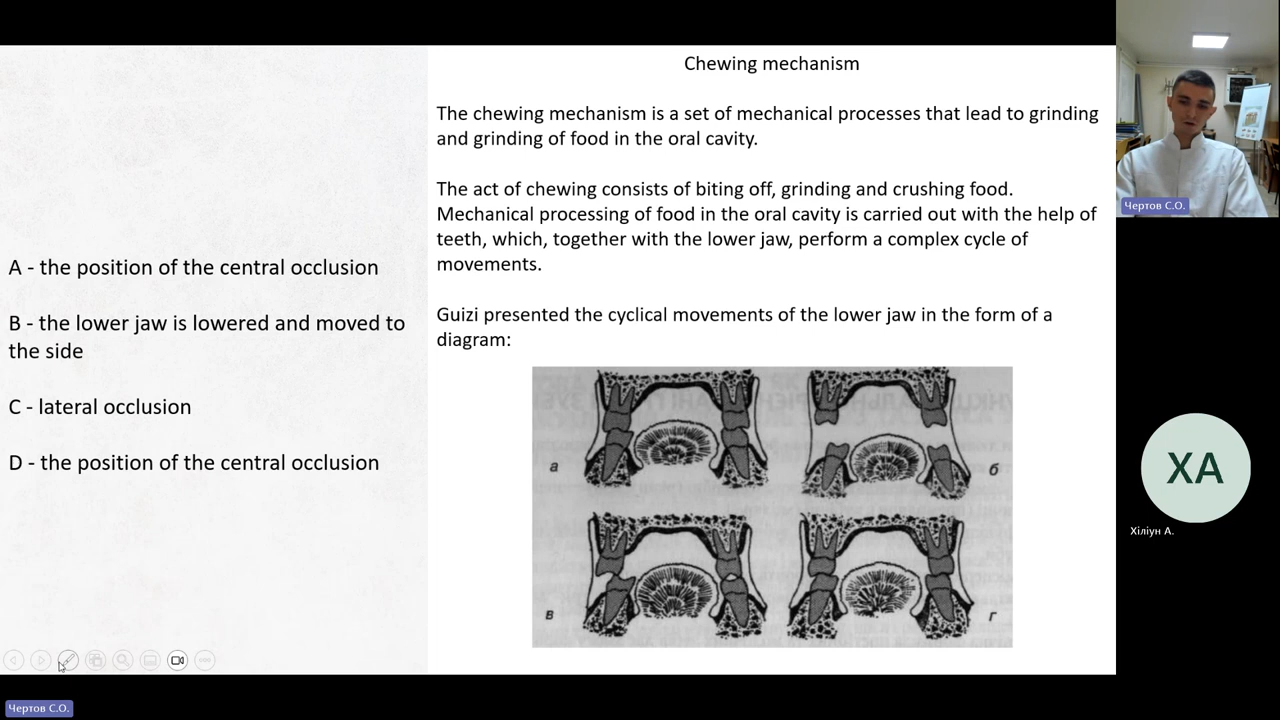 Chewing mechanism
The chewing mechanism is a set of mechanical processes that lead to grinding
and grinding of food in the oral cavity.
The act of chewing consists of biting off, grinding and crushing food.
Mechanical processing of food in the oral cavity is carried out with the help of
teeth, which, together with the lower jaw, perform a complex cycle of
movements.
Guizi presented the cyclical movements of the lower jaw in the form of a
diagram:
A - the position of the central occlusion
B - the lower jaw is lowered and moved to
the side
C - lateral occlusion
D - the position of the central occlusion
а
б
в
г
Чертов С.О.
ХА
Хіліун А.
Чертов С.О.